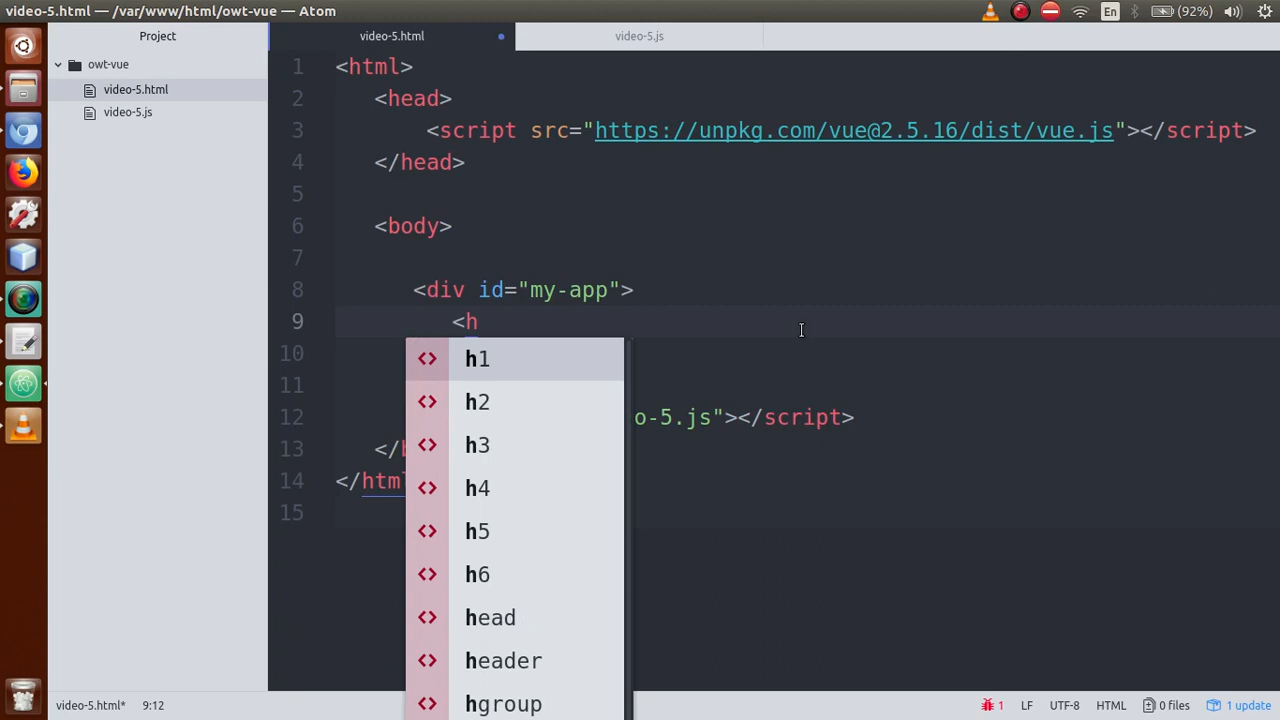 video-5.html — /var/www/html/owt-vue — Atom
En
(92%)
Project
owt-vue
video-5.html
video-5.js
video-5.html
video-5.js
1 <html>
2 <head>
3 <script src="https://unpkg.com/vue@2.5.16/dist/vue.js"></script>
4 </head>
5
6 <body>
7
8 <div id="my-app">
9 <h
10
11
12 o-5.js"></script>
13 </b
14 </html
15
<> h1
<> h2
<> h3
<> h4
<> h5
<> h6
<> head
<> header
<> hgroup
video-5.html* 9:12
1 LF UTF-8 HTML 0 files 1 update